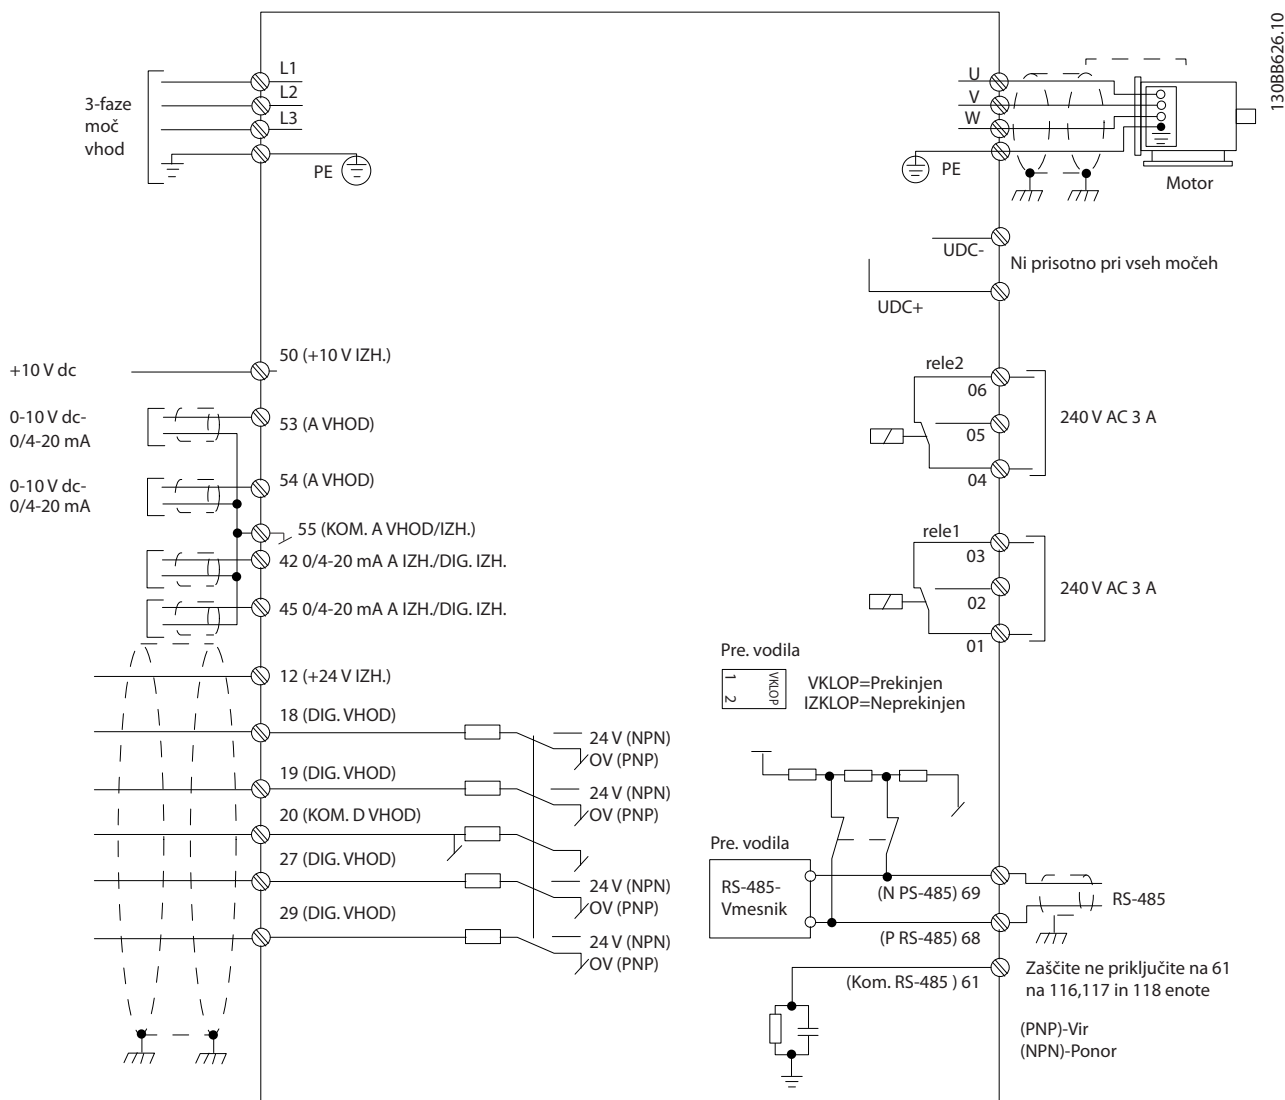 130BB626.10
3-faze
moč
vhod
L1
L2
L3
PE
U
V
W
PE
Motor
UDC-
Ni prisotno pri vseh močeh
UDC+
+10 V dc
50 (+10 V IZH.)
0-10 V dc-
0/4-20 mA
53 (A VHOD)
0-10 V dc-
0/4-20 mA
54 (A VHOD)
55 (KOM. A VHOD/IZH.)
42 0/4-20 mA A IZH./DIG. IZH.
45 0/4-20 mA A IZH./DIG. IZH.
rele2
06
05
04
240 V AC 3 A
rele1
03
02
01
240 V AC 3 A
12 (+24 V IZH.)
18 (DIG. VHOD)
24 V (NPN)
OV (PNP)
19 (DIG. VHOD)
24 V (NPN)
OV (PNP)
20 (KOM. D VHOD)
27 (DIG. VHOD)
24 V (NPN)
OV (PNP)
29 (DIG. VHOD)
24 V (NPN)
OV (PNP)
Pre. vodila
1
2
VKLOP
VKLOP=Prekinjen
IZKLOP=Neprekinjen
Pre. vodila
RS-485-
Vmesnik
(N PS-485) 69
RS-485
(P RS-485) 68
(Kom. RS-485 ) 61
Zaščite ne priključite na 61
na 116,117 in 118 enote
(PNP)-Vir
(NPN)-Ponor